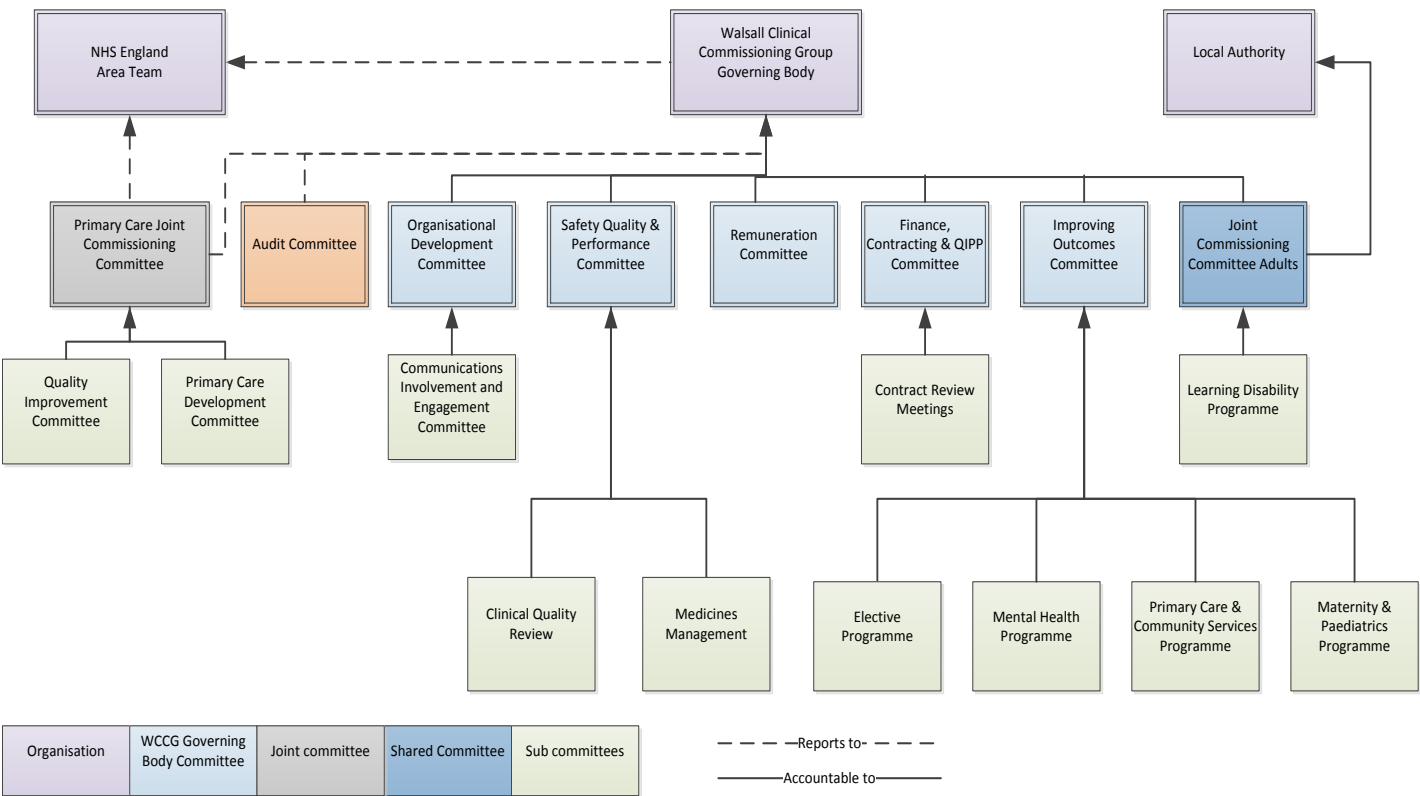 NHS England
Area Team
Walsall Clinical
Commissioning Group
Governing Body
Local Authority
Primary Care Joint
Commissioning
Committee
Audit Committee
Organisational
Development
Committee
Safety Quality &
Performance
Committee
Remuneration
Committee
Finance,
Contracting & QIPP
Committee
Improving
Outcomes
Committee
Joint
Commissioning
Committee Adults
Quality
Improvement
Committee
Primary Care
Development
Committee
Communications
Involvement and
Engagement
Committee
Contract Review
Meetings
Learning Disability
Programme
Clinical Quality
Review
Medicines
Management
Elective
Programme
Mental Health
Programme
Primary Care &
Community Services
Programme
Maternity &
Paediatrics
Programme
Organisation
WCCG Governing
Body Committee
Joint committee
Shared Committee
Sub committees
Reports to
Accountable to